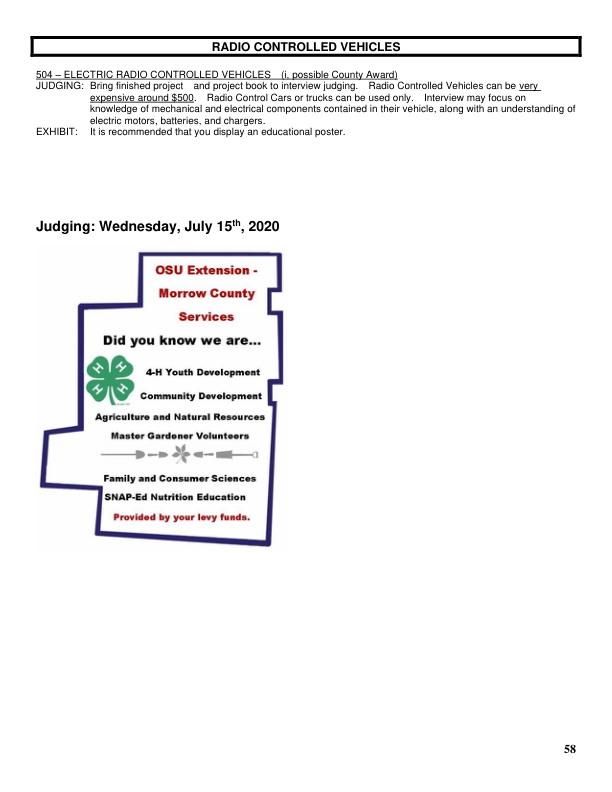 RADIO CONTROLLED VEHICLES
504 – ELECTRIC RADIO CONTROLLED VEHICLES (i, possible County Award)
JUDGING: Bring finished project and project book to interview judging. Radio Controlled Vehicles can be very
expensive around $500. Radio Control Cars or trucks can be used only. Interview may focus on
knowledge of mechanical and electrical components contained in their vehicle, along with an understanding of
electric motors, batteries, and chargers.
EXHIBIT: It is recommended that you display an educational poster.
Judging: Wednesday, July 15th, 2020
OSU Extension -
Morrow County
Services
Did you know we are...
H H H H
4-H Youth Development
Community Development
Agriculture and Natural Resources
Master Gardener Volunteers
Family and Consumer Sciences
SNAP-Ed Nutrition Education
Provided by your levy funds.
58